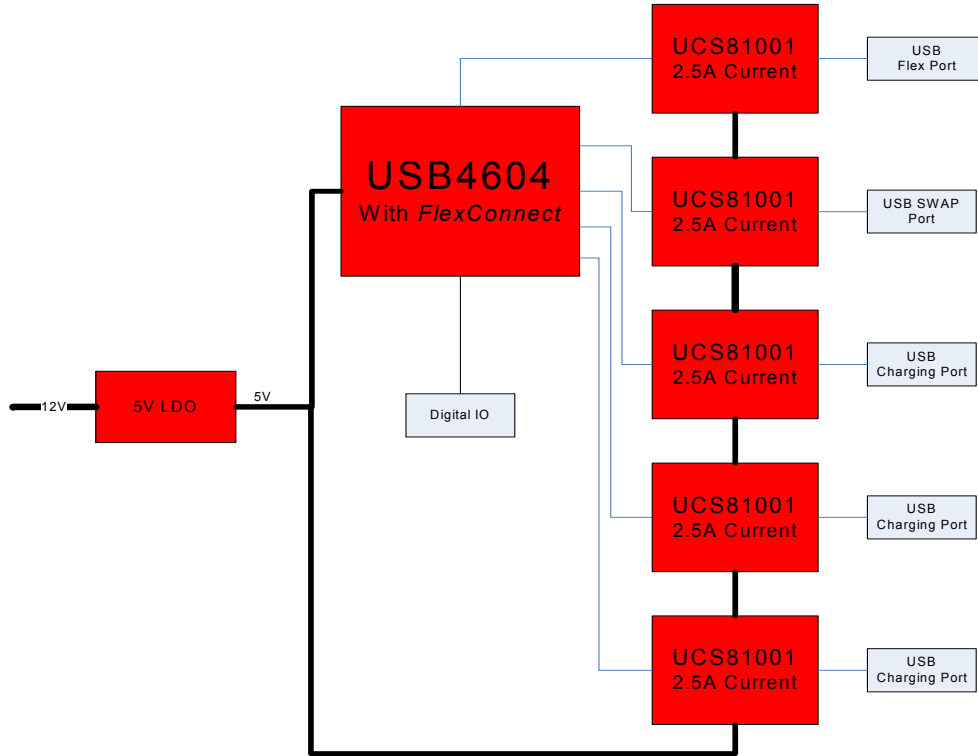 UCS81001
2.5A Current
USB
Flex Port
USB4604
With FlexConnect
UCS81001
2.5A Current
USB SWAP
Port
UCS81001
2.5A Current
USB
Charging Port
12V
5V LDO
5V
Digital IO
UCS81001
2.5A Current
USB
Charging Port
UCS81001
2.5A Current
USB
Charging Port